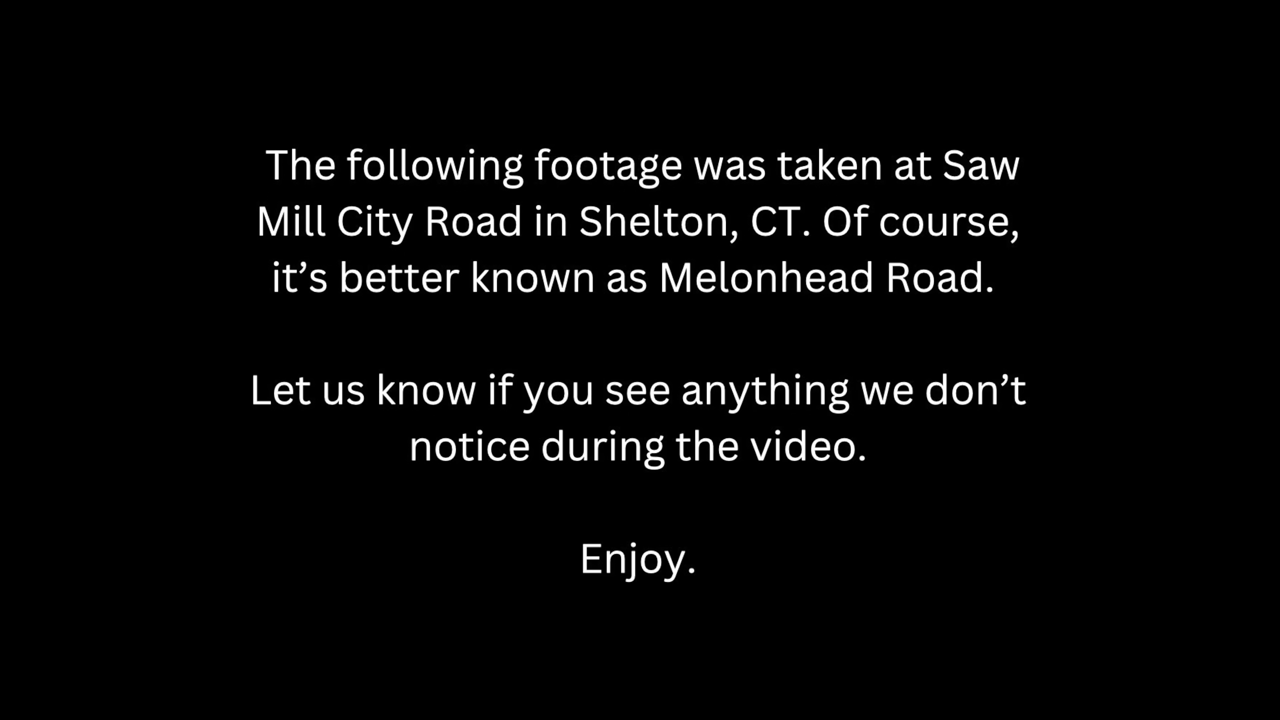 The following footage was taken at Saw
Mill City Road in Shelton, CT. Of course,
it’s better known as Melonhead Road.
Let us know if you see anything we don’t
notice during the video.
Enjoy.